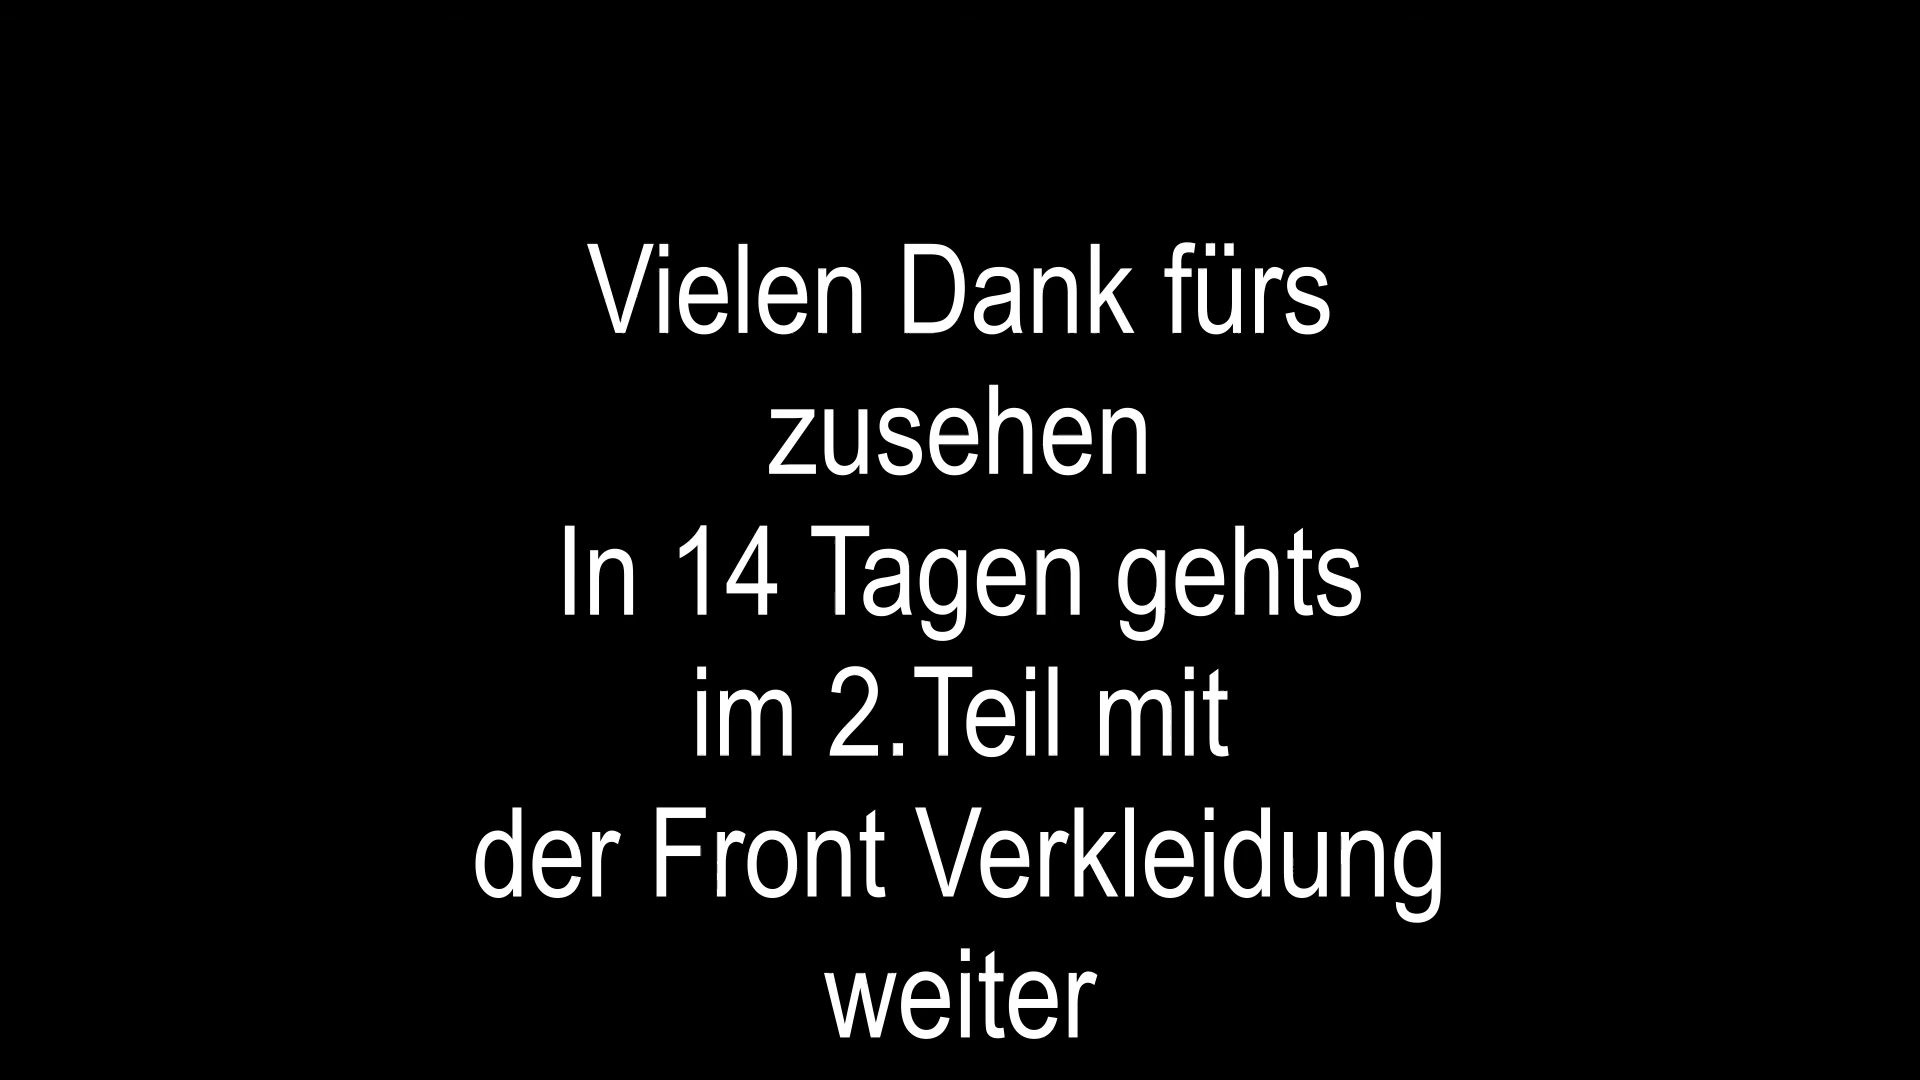 Vielen Dank fürs
zusehen
In 14 Tagen gehts
im 2.Teil mit
der Front Verkleidung
weiter